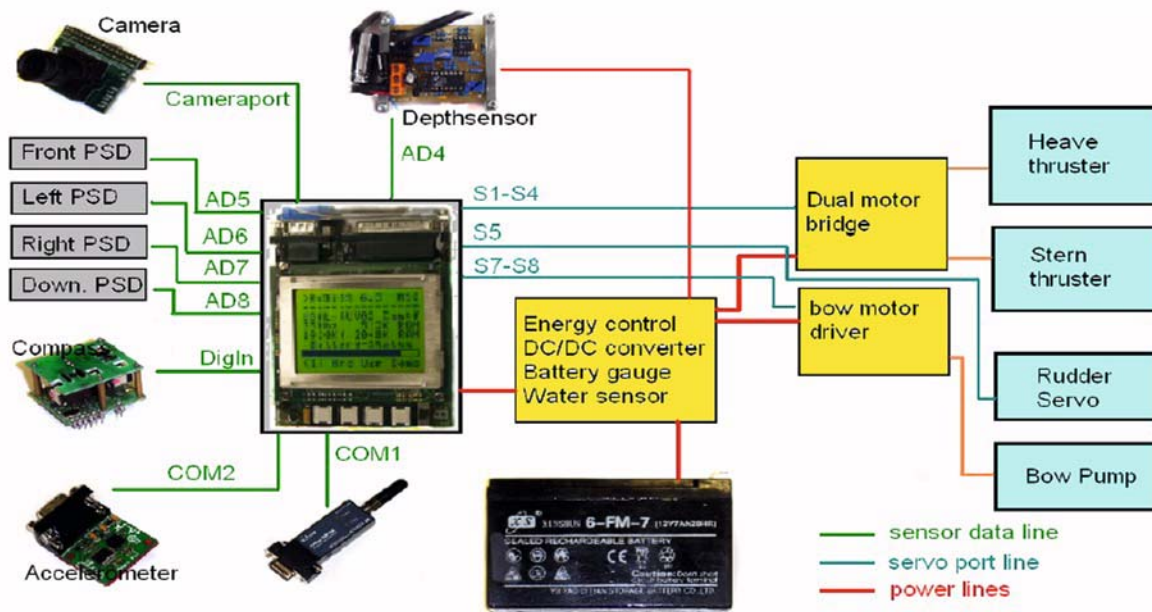 Camera
Cameraport
Depthsensor
AD4
Front PSD
Left PSD
Right PSD
Down. PSD
AD5
AD6
AD7
AD8
Compass
DigIn
COM2
COM1
Accelerometer
S1-S4
S5
S7-S8
Energy control
DC/DC converter
Battery gauge
Water sensor
Dual motor
bridge
bow motor
driver
Heave
thruster
Stern
thruster
Rudder
Servo
Bow Pump
6-FM-7
SEALED RECHARGEABLE BATTERY
sensor data line
servo port line
power lines